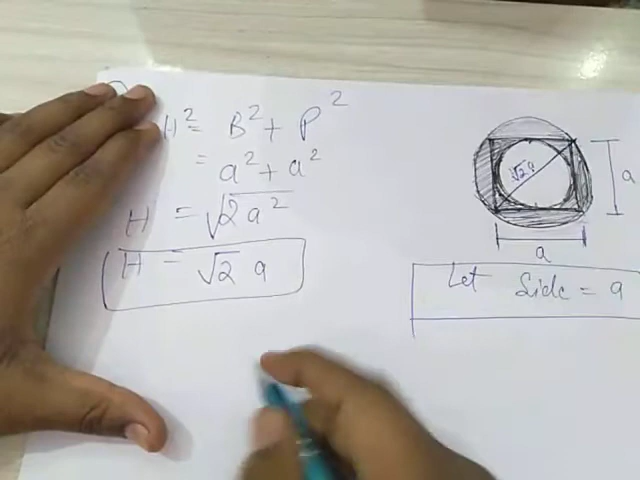 H² = B² + P²
= a² + a²
H = √2a²
H = √2 a
√2a
a
a
Let Side = a